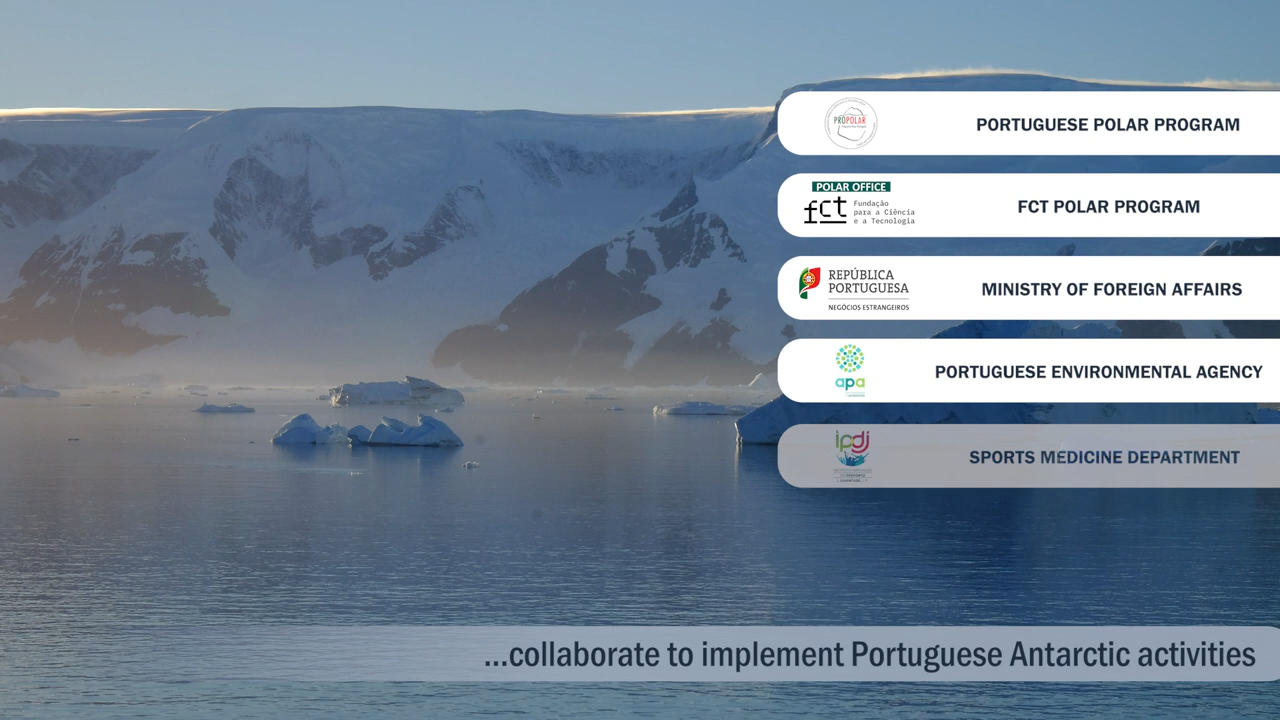 PROPOLAR
PORTUGUESE POLAR PROGRAM
POLAR OFFICE
fct
Fundação
para a Ciência
e a Tecnologia
FCT POLAR PROGRAM
REPÚBLICA
PORTUGUESA
NEGÓCIOS ESTRANGEIROS
MINISTRY OF FOREIGN AFFAIRS
apa
PORTUGUESE ENVIRONMENTAL AGENCY
ipdj
SPORTS MEDICINE DEPARTMENT
...collaborate to implement Portuguese Antarctic activities